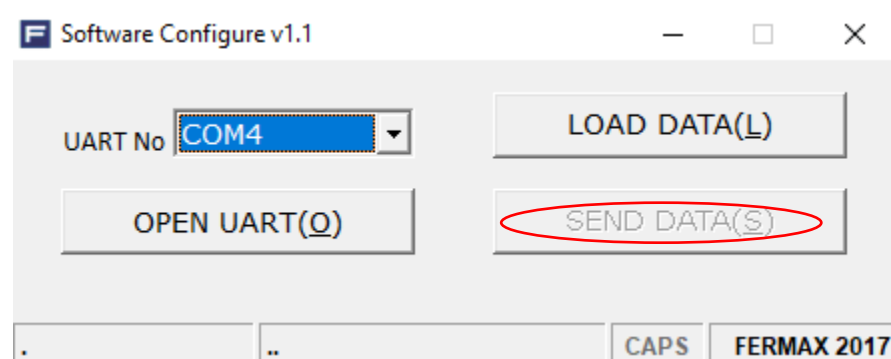 F Software Configure v1.1
UART No COM4
LOAD DATA(L)
OPEN UART(O)
SEND DATA(S)
. .. CAPS FERMAX 2017